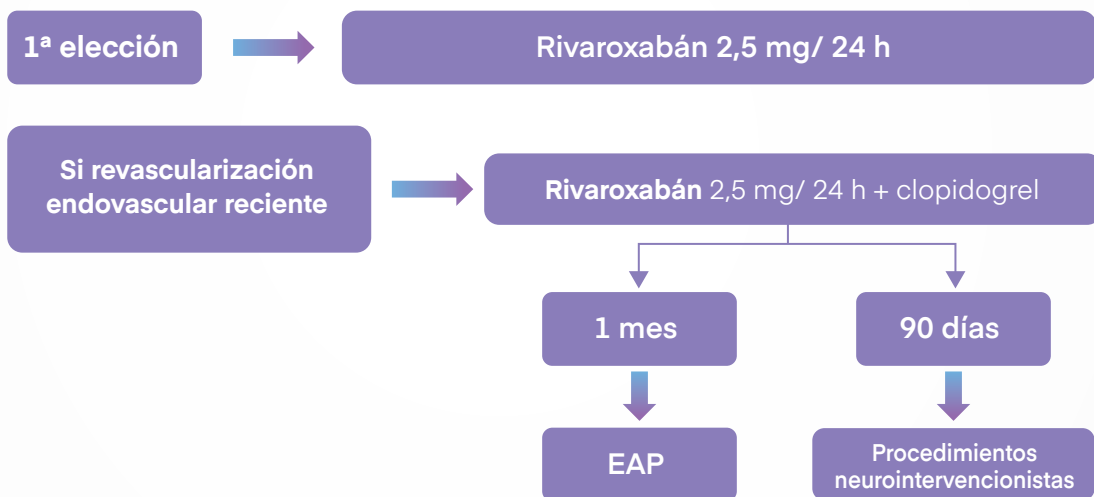 1ª elección
Rivaroxabán 2,5 mg/ 24 h
Si revascularización
endovascular reciente
Rivaroxabán 2,5 mg/ 24 h + clopidogrel
1 mes
90 días
EAP
Procedimientos
neurointervencionistas